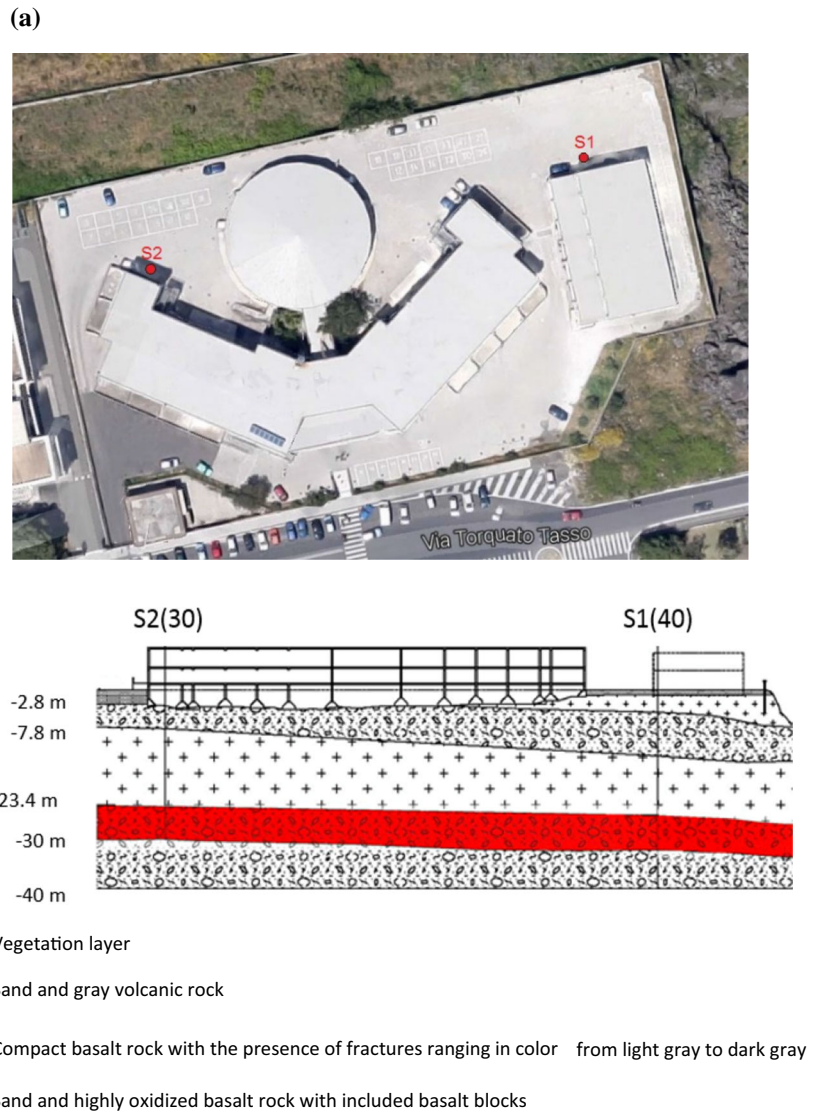 (a)
S1
S2
Via Torquato Tasso
S2(30)
S1(40)
-2.8 m
-7.8 m
23.4 m
-30 m
-40 m
egetation layer
and and gray volcanic rock
ompact basalt rock with the presence of fractures ranging in color from light gray to dark gray
and and highly oxidized basalt rock with included basalt blocks